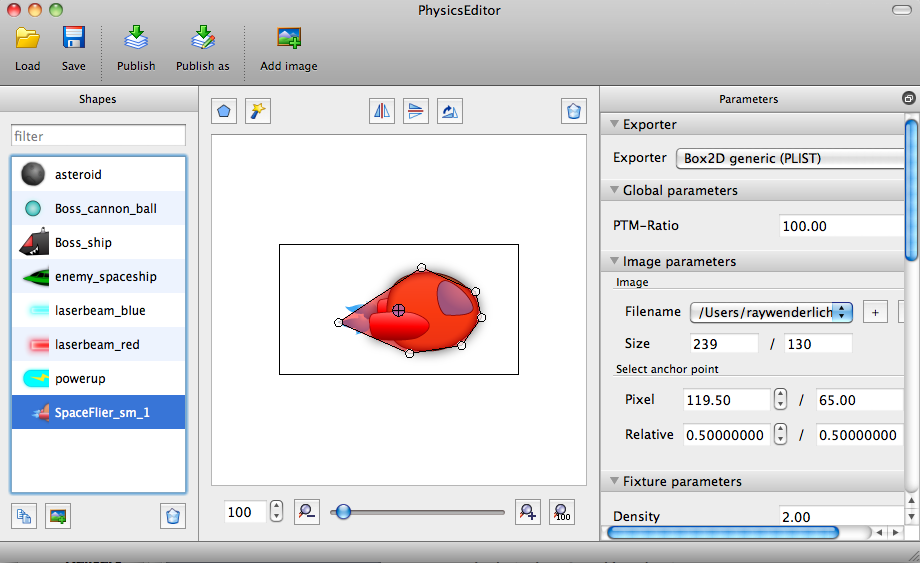 PhysicsEditor
Load Save Publish Publish as Add image
Shapes
filter
asteroid
Boss_cannon_ball
Boss_ship
enemy_spaceship
laserbeam_blue
laserbeam_red
powerup
SpaceFlier_sm_1
100
100
Parameters
Exporter
Exporter Box2D generic (PLIST)
Global parameters
PTM-Ratio 100.00
Image parameters
Image
Filename /Users/raywenderlich +
Size 239 / 130
Select anchor point
Pixel 119.50 / 65.00
Relative 0.50000000 / 0.50000000
Fixture parameters
Density 2.00